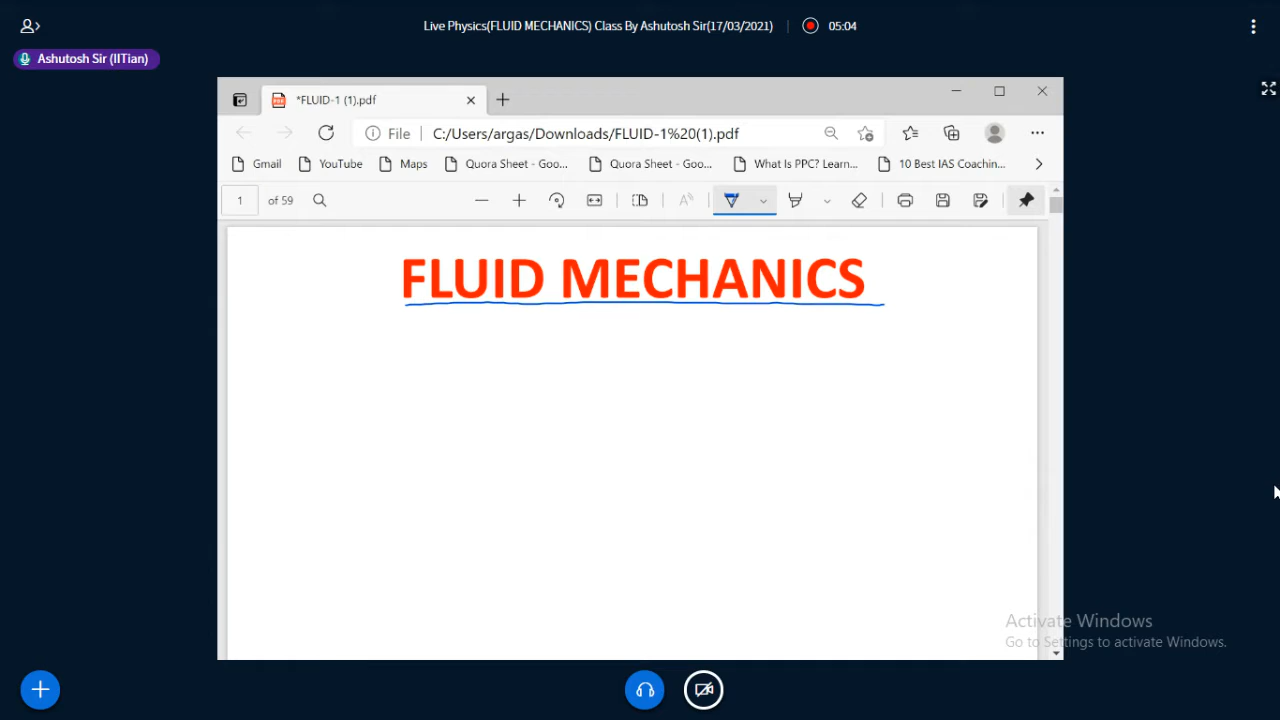 Live Physics(FLUID MECHANICS) Class By Ashutosh Sir(17/03/2021)
05:04
Ashutosh Sir (IITian)
*FLUID-1 (1).pdf
File
C:/Users/argas/Downloads/FLUID-1%20(1).pdf
Gmail
YouTube
Maps
Quora Sheet - Goo...
Quora Sheet - Goo...
What Is PPC? Learn...
10 Best IAS Coachin...
1 of 59
FLUID MECHANICS
Activate Windows
Go to Settings to activate Windows.